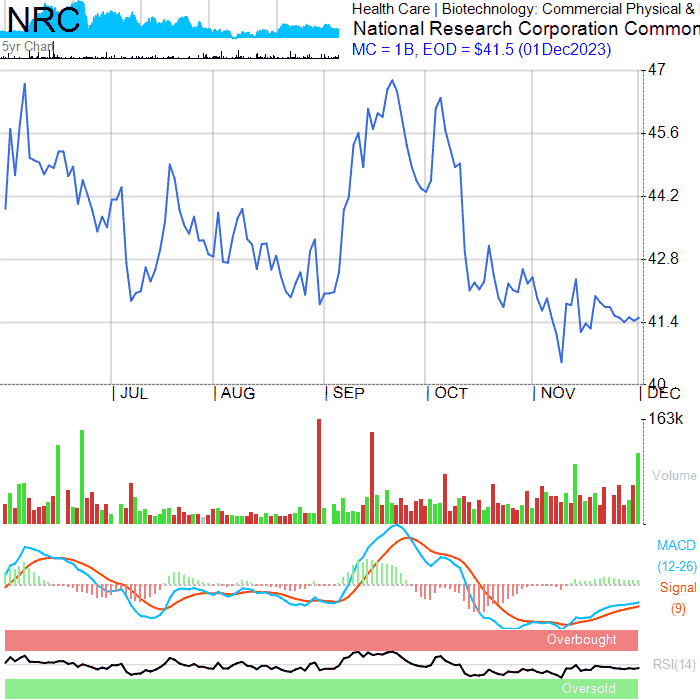 NRC
5yr Chart
Health Care | Biotechnology: Commercial Physical &
National Research Corporation Common
MC = 1B, EOD = $41.5 (01Dec2023)
47
45.6
44.2
42.8
41.4
40
JUL
AUG
SEP
OCT
NOV
DEC
163k
Volume
MACD
(12-26)
Signal
(9)
Overbought
RSI(14)
Oversold